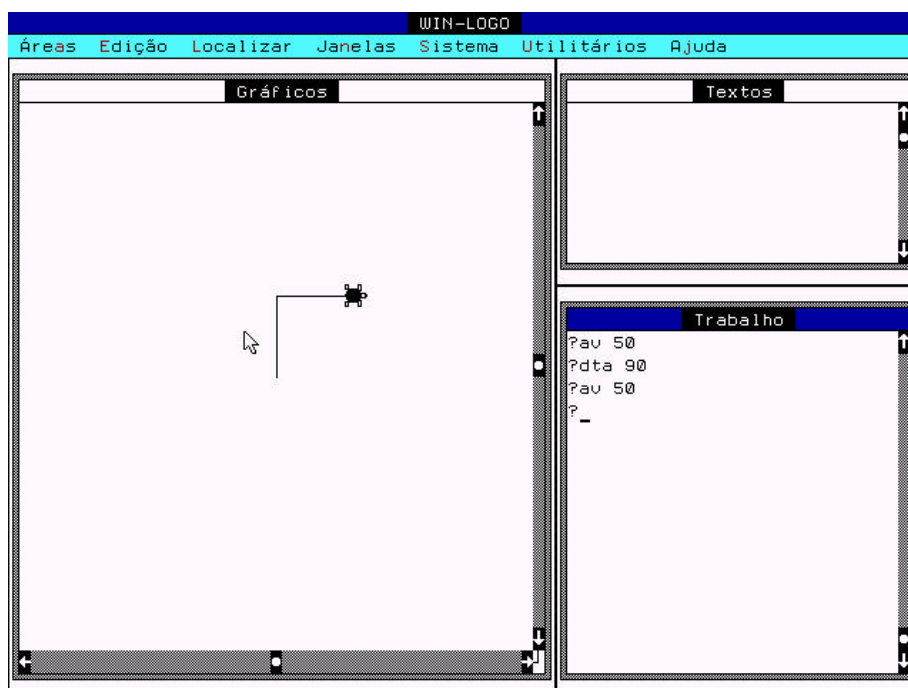 WIN-LOGO
Áreas Edição Localizar Janelas Sistema Utilitários Ajuda
Gráficos
Textos
Trabalho
?av 50
?dta 90
?av 50
?_